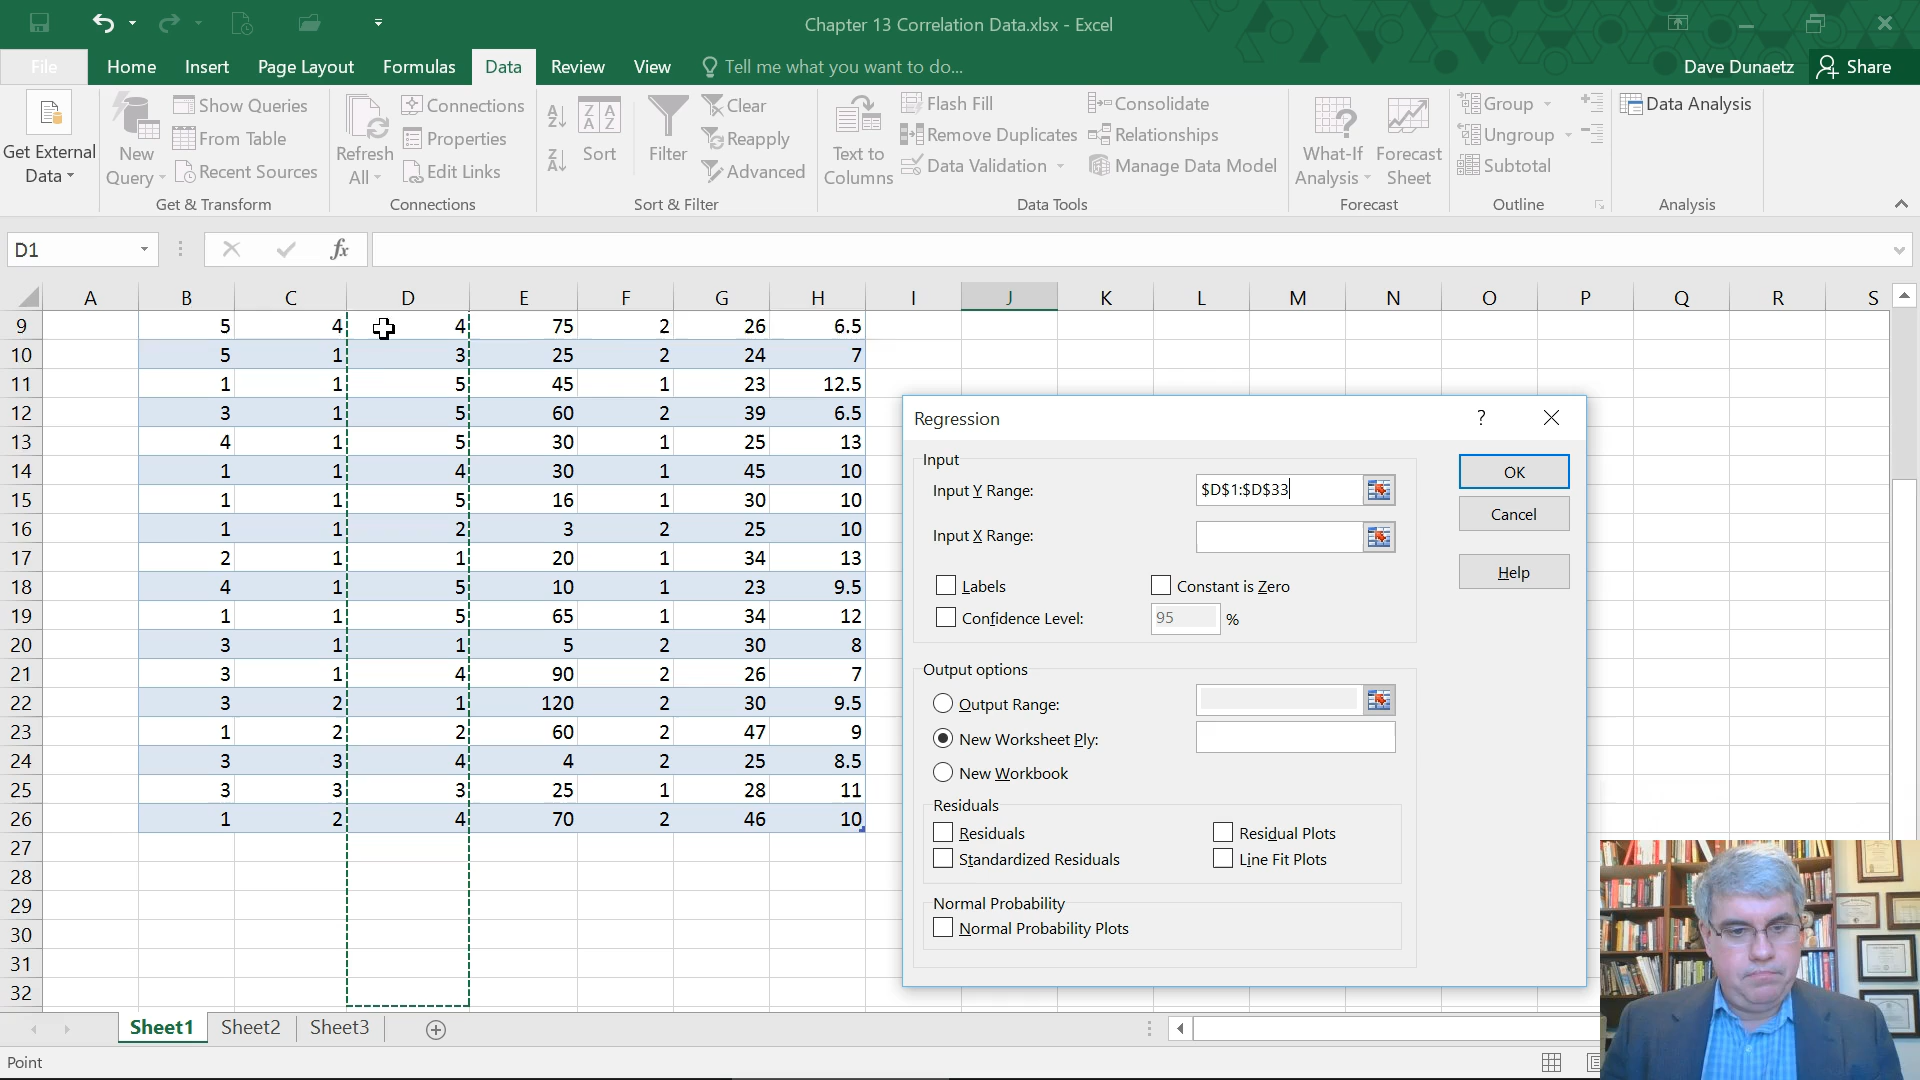 Chapter 13 Correlation Data.xlsx - Excel
File Home Insert Page Layout Formulas Data Review View Tell me what you want to do... Dave Dunaetz Share
Get External Data
New Query
Show Queries
From Table
Recent Sources
Get & Transform
Refresh All
Connections
Properties
Edit Links
Connections
Sort
Filter
Clear
Reapply
Advanced
Sort & Filter
Text to Columns
Flash Fill
Remove Duplicates
Data Validation
Consolidate
Relationships
Manage Data Model
Data Tools
What-If Analysis
Forecast Sheet
Forecast
Group
Ungroup
Subtotal
Outline
Data Analysis
Analysis
D1 fx
A B C D E F G H I J K L M N O P Q R S
9 5 4 4 75 2 26 6.5
10 5 1 3 25 2 24 7
11 1 1 5 45 1 23 12.5
12 3 1 5 60 2 39 6.5
13 4 1 5 30 1 25 13
14 1 1 4 30 1 45 10
15 1 1 5 16 1 30 10
16 1 1 2 3 2 25 10
17 2 1 1 20 1 34 13
18 4 1 5 10 1 23 9.5
19 1 1 5 65 1 34 12
20 3 1 1 5 2 30 8
21 3 1 4 90 2 26 7
22 3 2 1 120 2 30 9.5
23 1 2 2 60 2 47 9
24 3 3 4 4 2 25 8.5
25 3 3 3 25 1 28 11
26 1 2 4 70 2 46 10
27
28
29
30
31
32
Regression ?
Input
Input Y Range: $D$1:$D$33
Input X Range:
Labels Constant is Zero
Confidence Level: 95 %
OK
Cancel
Help
Output options
Output Range:
New Worksheet Ply:
New Workbook
Residuals
Residuals Residual Plots
Standardized Residuals Line Fit Plots
Normal Probability
Normal Probability Plots
Sheet1 Sheet2 Sheet3
Point